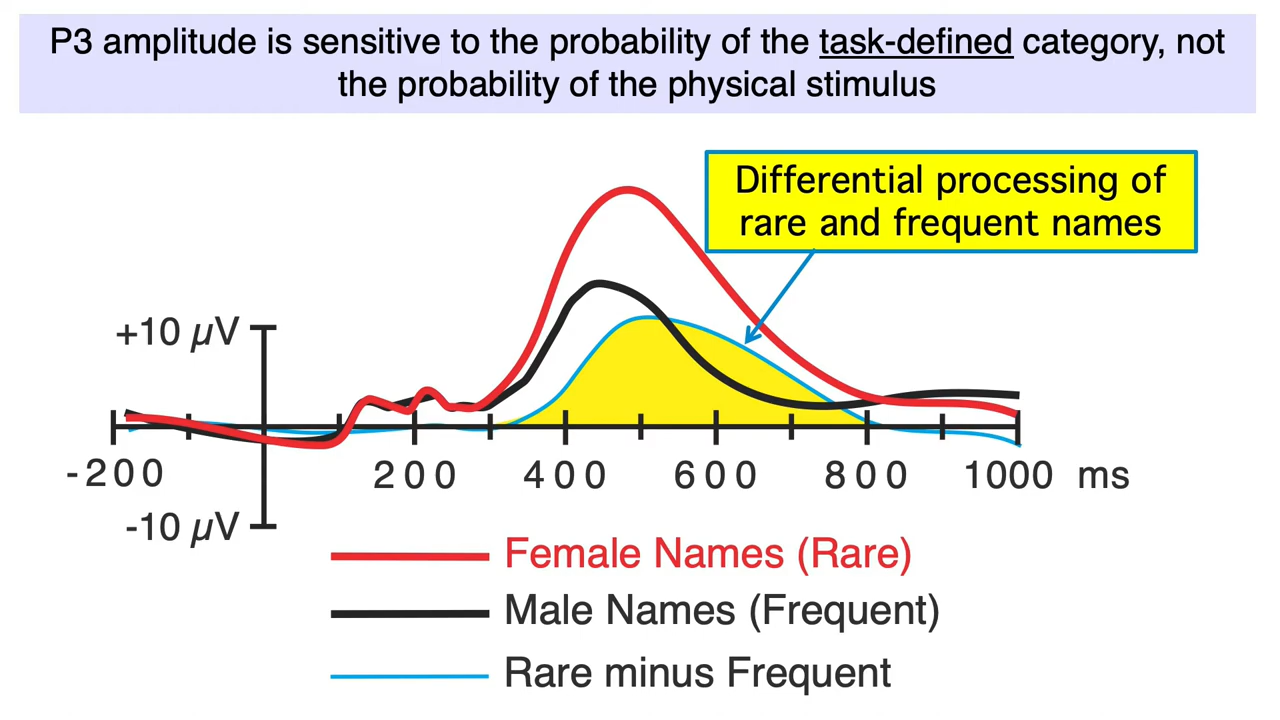 P3 amplitude is sensitive to the probability of the task-defined category, not
the probability of the physical stimulus
Differential processing of
rare and frequent names
+10 µV
-200 200 400 600 800 1000 ms
-10 µV
Female Names (Rare)
Male Names (Frequent)
Rare minus Frequent